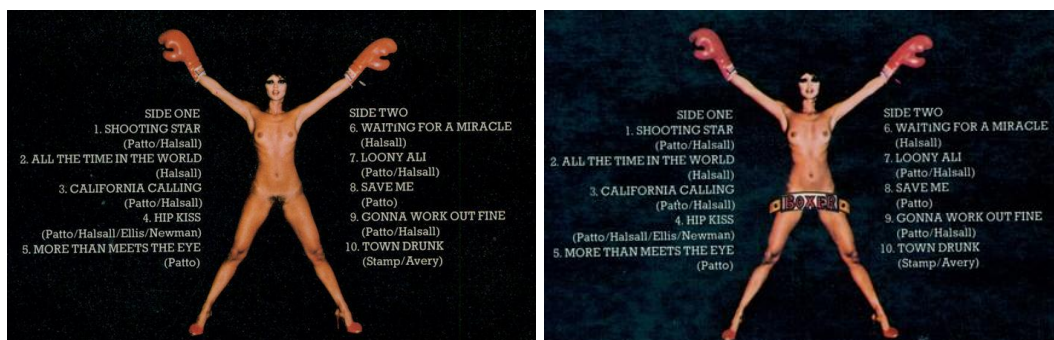 SIDE ONE
1. SHOOTING STAR
(Patto/Halsall)
2. ALL THE TIME IN THE WORLD
(Halsall)
3. CALIFORNIA CALLING
(Patto/Halsall)
4. HIP KISS
(Patto/Halsall/Ellis/Newman)
5. MORE THAN MEETS THE EYE
(Patto)
SIDE TWO
6. WAITING FOR A MIRACLE
(Halsall)
7. LOONY ALI
(Patto/Halsall)
8. SAVE ME
(Patto)
9. GONNA WORK OUT FINE
(Patto/Halsall)
10. TOWN DRUNK
(Stamp/Avery)
SIDE ONE
1. SHOOTING STAR
(Patto/Halsall)
2. ALL THE TIME IN THE WORLD
(Halsall)
3. CALIFORNIA CALLING
(Patto/Halsall)
4. HIP KISS
(Patto/Halsall/Ellis/Newman)
5. MORE THAN MEETS THE EYE
(Patto)
BOXER
SIDE TWO
6. WAITING FOR A MIRACLE
(Halsall)
7. LOONY ALI
(Patto/Halsall)
8. SAVE ME
(Patto)
9. GONNA WORK OUT FINE
(Patto/Halsall)
10. TOWN DRUNK
(Stamp/Avery)